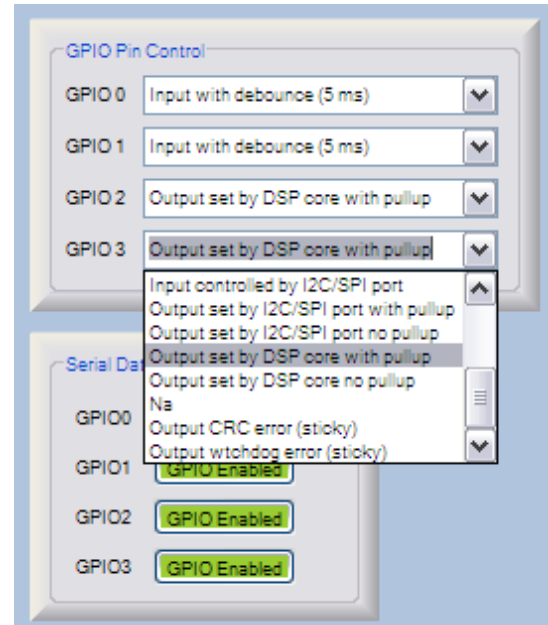 GPIO Pin Control
GPIO 0 Input with debounce (5 ms)
GPIO 1 Input with debounce (5 ms)
GPIO 2 Output set by DSP core with pullup
GPIO 3 Output set by DSP core with pullup
Input controlled by I2C/SPI port
Output set by I2C/SPI port with pullup
Output set by I2C/SPI port no pullup
Output set by DSP core with pullup
Output set by DSP core no pullup
Na
Output CRC error (sticky)
Output wtchdog error (sticky)
Serial Da
GPIO0
GPIO1 GPIO Enabled
GPIO2 GPIO Enabled
GPIO3 GPIO Enabled